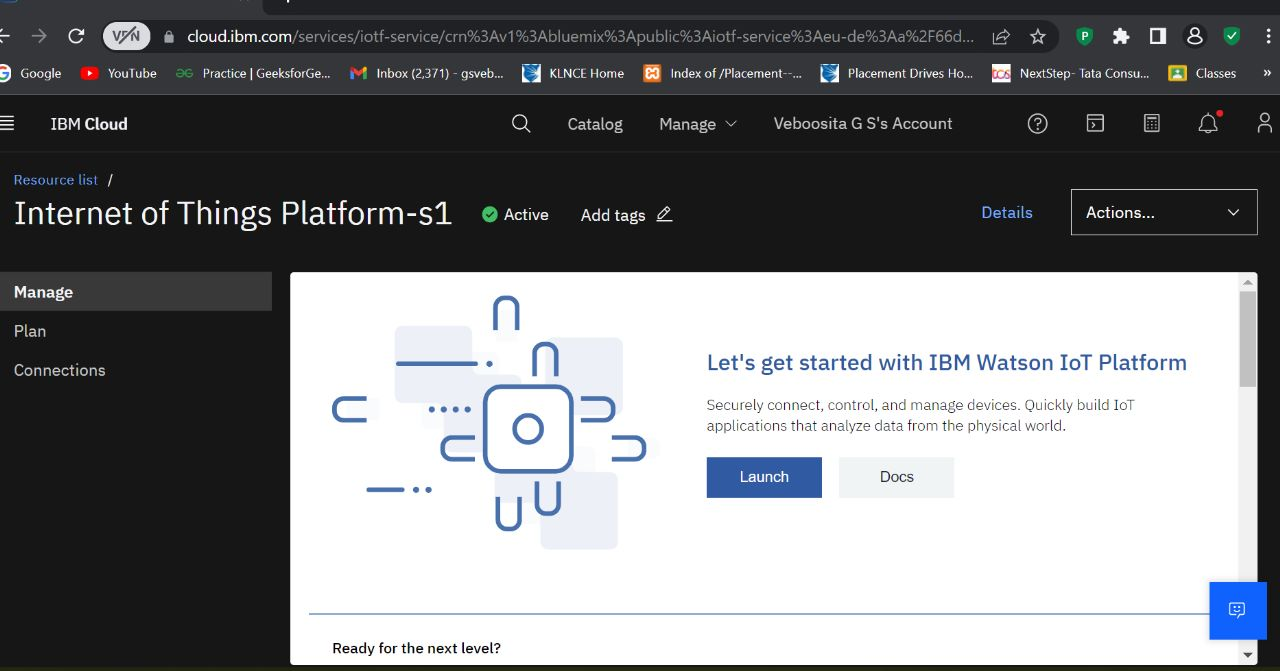 VPN
cloud.ibm.com/services/iotf-service/crn%3Av1%3Abluemix%3Apublic%3Aiotf-service%3Aeu-de%3Aa%2F66d...
Google YouTube Practice | GeeksforGe... Inbox (2,371) - gsveb... KLNCE Home Index of /Placement--... Placement Drives Ho... tcs NextStep- Tata Consu... Classes »
IBM Cloud Catalog Manage Veboosita G S's Account
Resource list /
Internet of Things Platform-s1 Active Add tags Details Actions...
Manage
Plan
Connections
Let's get started with IBM Watson IoT Platform
Securely connect, control, and manage devices. Quickly build IoT
applications that analyze data from the physical world.
Launch Docs
Ready for the next level?